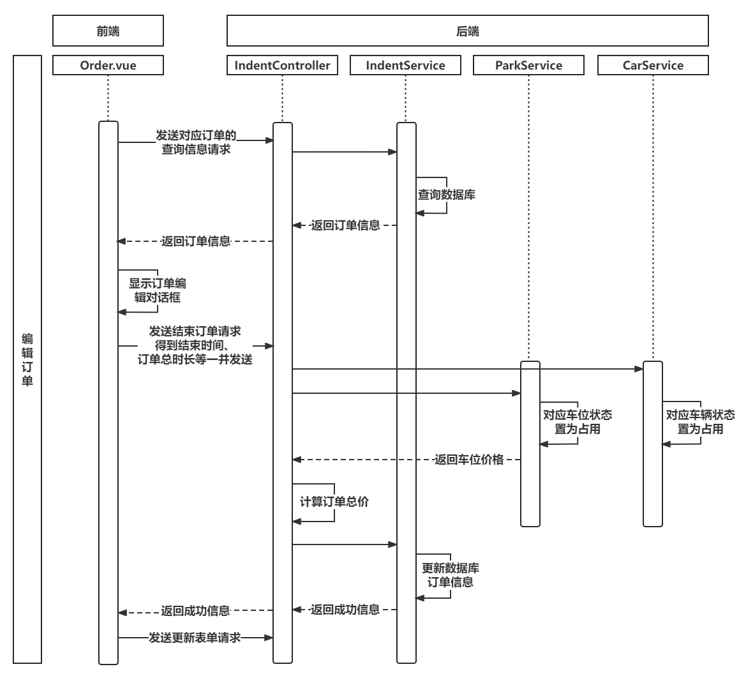 前端
后端
Order.vue
IndentController
IndentService
ParkService
CarService
编
辑
订
单
发送对应订单的
查询信息请求
查询数据库
返回订单信息
返回订单信息
显示订单编
辑对话框
发送结束订单请求
得到结束时间、
订单总时长等一并发送
对应车位状态
置为占用
对应车辆状态
置为占用
返回车位价格
计算订单总价
更新数据库
订单信息
返回成功信息
返回成功信息
发送更新表单请求